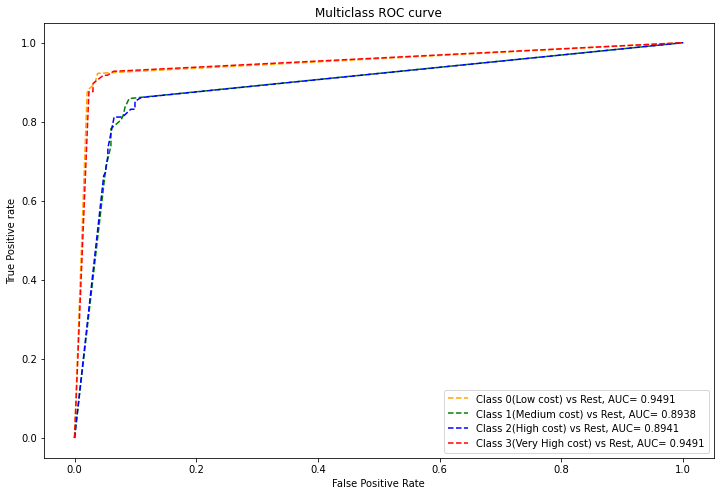 Multiclass ROC curve
True Positive rate
1.0
0.8
0.6
0.4
0.2
0.0
Class 0(Low cost) vs Rest, AUC= 0.9491
Class 1(Medium cost) vs Rest, AUC= 0.8938
Class 2(High cost) vs Rest, AUC= 0.8941
Class 3(Very High cost) vs Rest, AUC= 0.9491
0.0 0.2 0.4 0.6 0.8 1.0
False Positive Rate